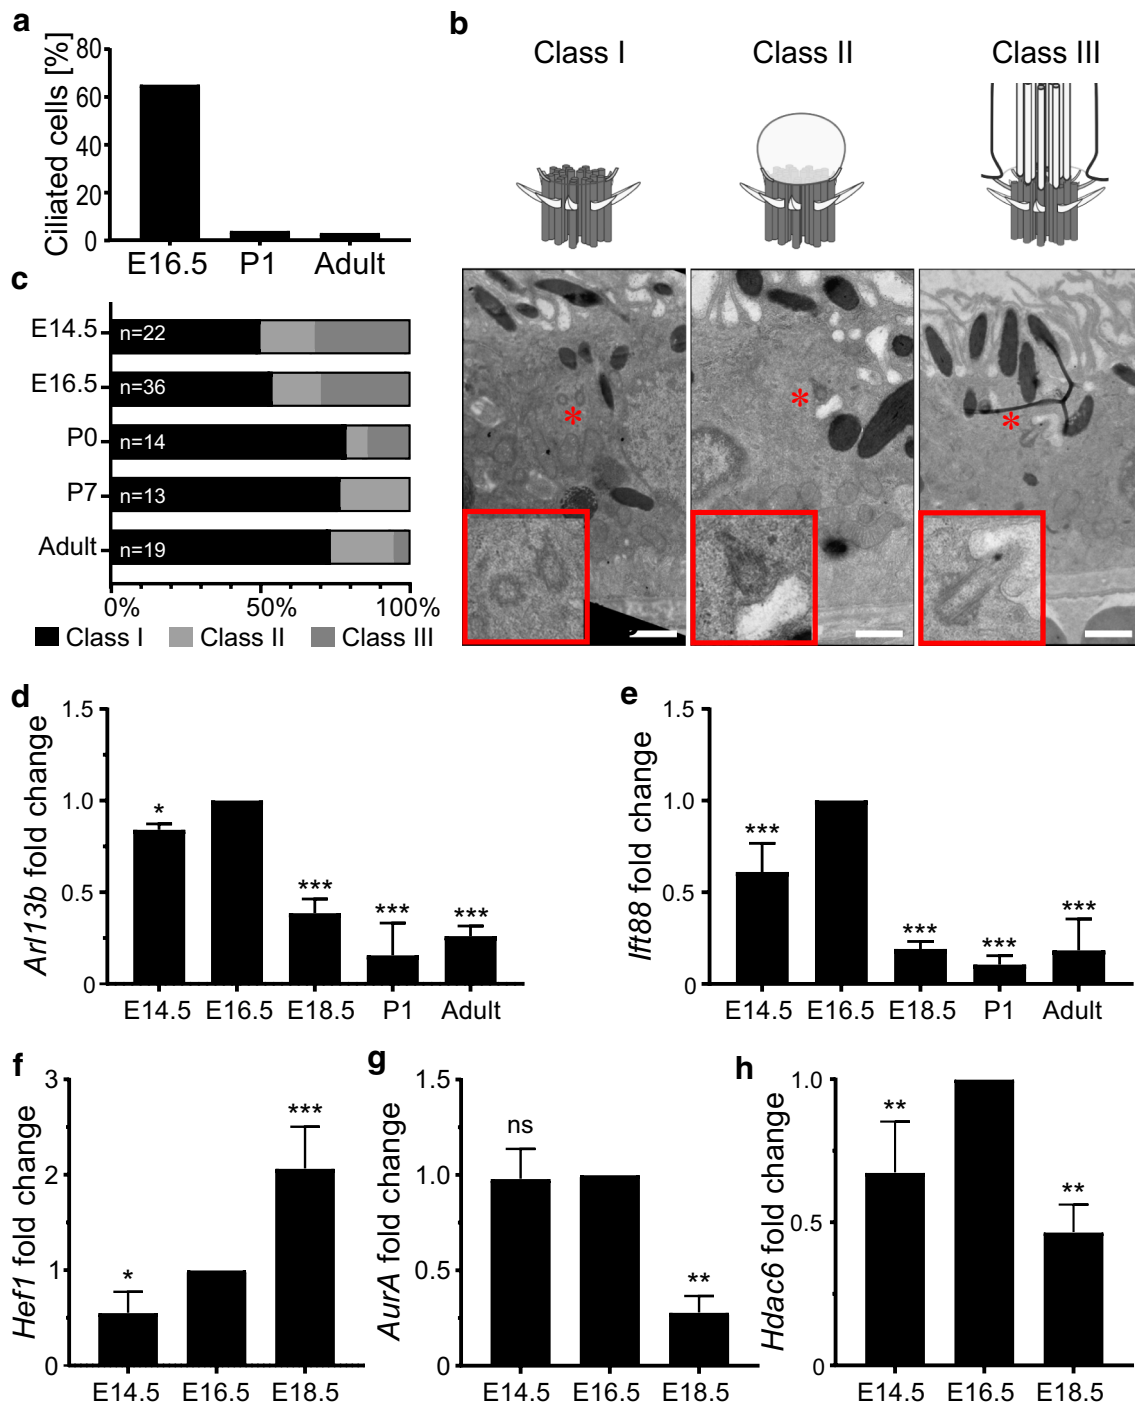 a
Ciliated cells [%]
80
60
40
20
0
E16.5 P1 Adult
b
Class I Class II Class III
*
*
*
c
E14.5 n=22
E16.5 n=36
P0 n=14
P7 n=13
Adult n=19
0% 50% 100%
Class I Class II Class III
d
Arl13b fold change
1.5
1.0
0.5
0
* *** *** ***
E14.5 E16.5 E18.5 P1 Adult
e
Ift88 fold change
1.5
1.0
0.5
0
*** *** *** ***
E14.5 E16.5 E18.5 P1 Adult
f
Hef1 fold change
3
2
1
0
* ***
E14.5 E16.5 E18.5
g
AurA fold change
1.5
1.0
0.5
0
ns **
E14.5 E16.5 E18.5
h
Hdac6 fold change
1.0
0.5
0
** **
E14.5 E16.5 E18.5